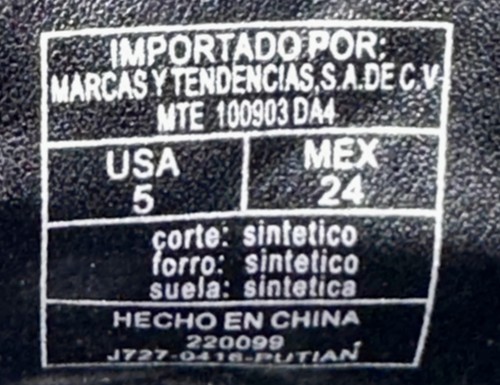 IMPORTADO POR:
MARCAS Y TENDENCIAS, S.A. DE C.V.
MTE 100903 DA4
USA MEX
5 24
corte: sintetico
forro: sintetico
suela: sintetica
HECHO EN CHINA
220099
J727-0416-PUTIAN